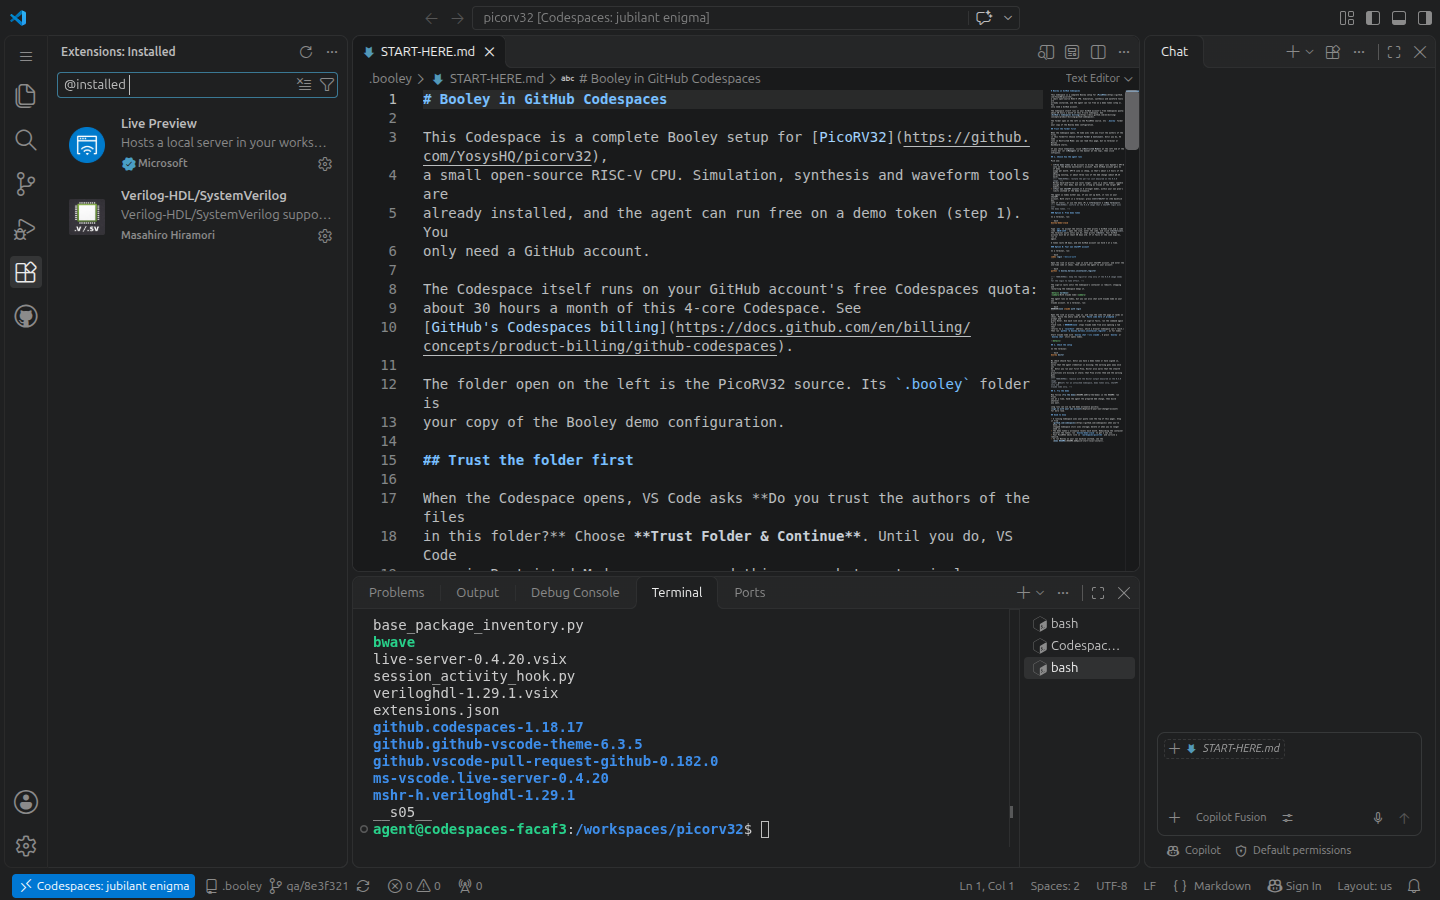 picorv32 [Codespaces: jubilant enigma]
Extensions: Installed
@installed
Live Preview
Hosts a local server in your works...
Microsoft
Verilog-HDL/SystemVerilog
Verilog-HDL/SystemVerilog suppo...
Masahiro Hiramori
.V /.SV
START-HERE.md
.booley > START-HERE.md > abc # Booley in GitHub Codespaces
Text Editor
1 # Booley in GitHub Codespaces
2
3 This Codespace is a complete Booley setup for [PicoRV32](https://github.
com/YosysHQ/picorv32),
4 a small open-source RISC-V CPU. Simulation, synthesis and waveform tools
are
5 already installed, and the agent can run free on a demo token (step 1).
You
6 only need a GitHub account.
7
8 The Codespace itself runs on your GitHub account's free Codespaces quota:
9 about 30 hours a month of this 4-core Codespace. See
10 [GitHub's Codespaces billing](https://docs.github.com/en/billing/
concepts/product-billing/github-codespaces).
11
12 The folder open on the left is the PicoRV32 source. Its `.booley` folder
is
13 your copy of the Booley demo configuration.
14
15 ## Trust the folder first
16
17 When the Codespace opens, VS Code asks **Do you trust the authors of the
files
18 in this folder?** Choose **Trust Folder & Continue**. Until you do, VS
Code
Problems
Output
Debug Console
Terminal
Ports
base_package_inventory.py
bwave
live-server-0.4.20.vsix
session_activity_hook.py
veriloghdl-1.29.1.vsix
extensions.json
github.codespaces-1.18.17
github.github-vscode-theme-6.3.5
github.vscode-pull-request-github-0.182.0
ms-vscode.live-server-0.4.20
mshr-h.veriloghdl-1.29.1
__s05__
agent@codespaces-facaf3:/workspaces/picorv32$
bash
Codespac...
bash
Chat
START-HERE.md
Copilot Fusion
Copilot
Default permissions
Codespaces: jubilant enigma
.booley
qa/8e3f321
0
0
0
Ln 1, Col 1
Spaces: 2
UTF-8
LF
{ } Markdown
Sign In
Layout: us